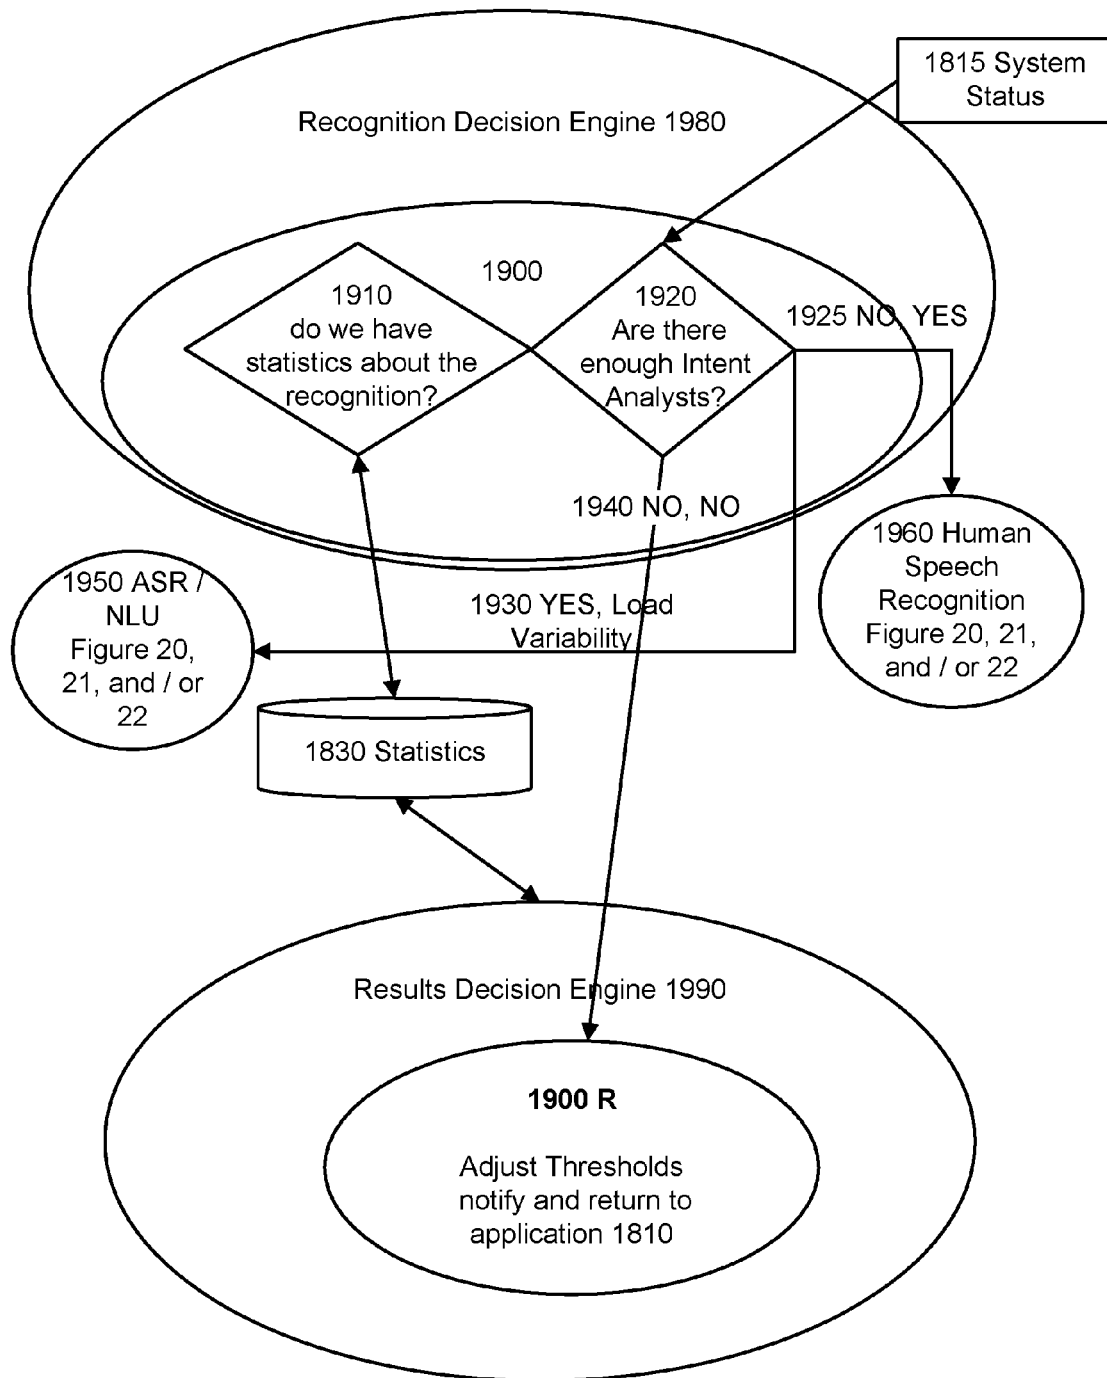 1815 System
Status
Recognition Decision Engine 1980
1900
1910
do we have
statistics about the
recognition?
1920
Are there
enough Intent
Analysts?
1925 NO, YES
1940 NO, NO
1960 Human
Speech
Recognition
Figure 20, 21,
and / or 22
1950 ASR /
NLU
Figure 20,
21, and / or
22
1930 YES, Load
Variability
1830 Statistics
Results Decision Engine 1990
1900 R
Adjust Thresholds
notify and return to
application 1810